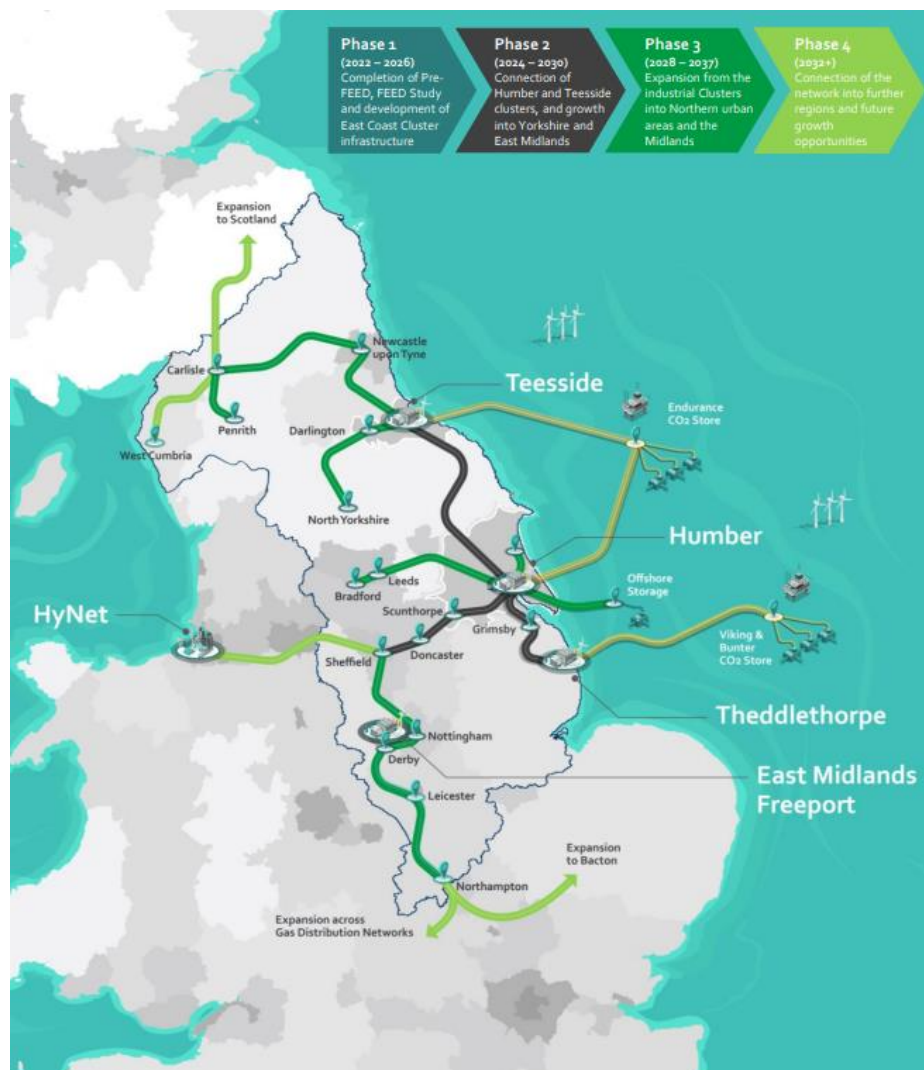 Phase 1
(2022 – 2026)
Completion of Pre-
FEED, FEED Study
and development of
East Coast Cluster
infrastructure
Phase 2
(2024 – 2030)
Connection of
Humber and Teesside
clusters, and growth
into Yorkshire and
East Midlands
Phase 3
(2028 – 2037)
Expansion from the
industrial Clusters
into Northern urban
areas and the
Midlands
Phase 4
(2032+)
Connection of the
network into further
regions and future
growth
opportunities
Expansion
to Scotland
Newcastle
upon Tyne
Carlisle
Teesside
Penrith
Darlington
Endurance
CO2 Store
West Cumbria
North Yorkshire
Humber
Leeds
Bradford
Offshore
Storage
Scunthorpe
HyNet
Grimsby
Doncaster
Sheffield
Viking &
Bunter
CO2 Store
Theddlethorpe
Nottingham
Derby
East Midlands
Freeport
Leicester
Expansion
to Bacton
Northampton
Expansion across
Gas Distribution Networks